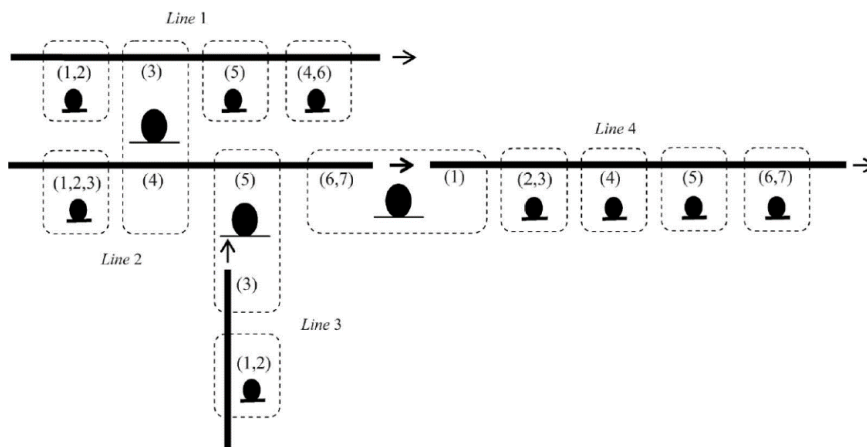 Line 1
(1,2) (3) (5) (4,6)
Line 4
(1,2,3) (4) (5) (6,7) (1) (2,3) (4) (5) (6,7)
Line 2
(3)
Line 3
(1,2)